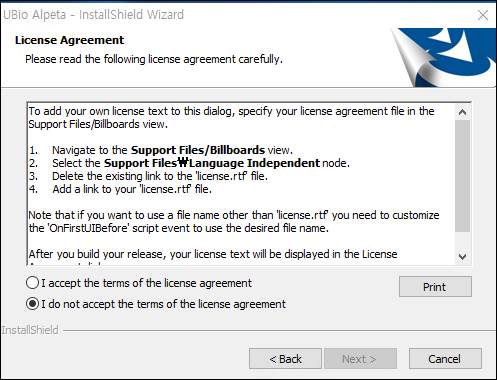 UBio Alpeta - InstallShield Wizard
License Agreement
Please read the following license agreement carefully.
To add your own license text to this dialog, specify your license agreement file in the
Support Files/Billboards view.
1. Navigate to the Support Files/Billboards view.
2. Select the Support Files₩Language Independent node.
3. Delete the existing link to the 'license.rtf' file.
4. Add a link to your 'license.rtf' file.
Note that if you want to use a file name other than 'license.rtf' you need to customize
the 'OnFirstUIBefore' script event to use the desired file name.
After you build your release, your license text will be displayed in the License
I accept the terms of the license agreement
Print
I do not accept the terms of the license agreement
InstallShield
< Back
Next >
Cancel